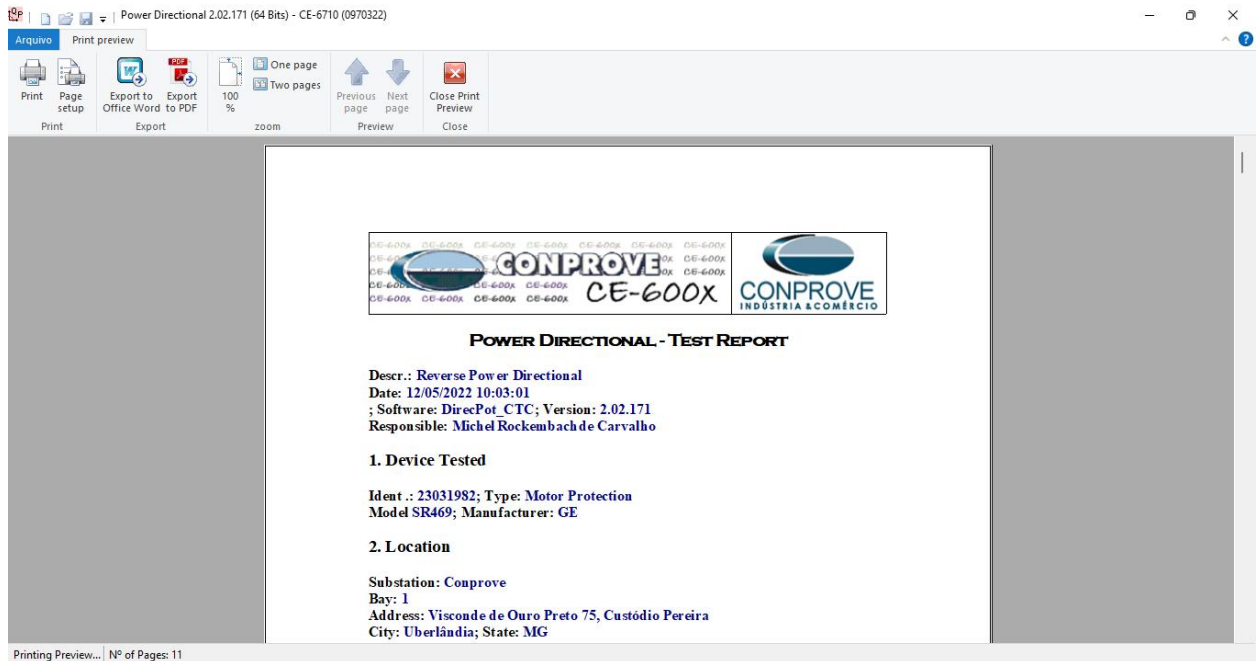 Power Directional 2.02.171 (64 Bits) - CE-6710 (0970322)
Arquivo Print preview
Print
Page setup
Export to Office Word
Export to PDF
100 %
One page
Two pages
Previous page
Next page
Close Print Preview
Print Export zoom Preview Close
CONPROVE
CE-600X
CONPROVE
INDÚSTRIA & COMÉRCIO
POWER DIRECTIONAL - TEST REPORT
Descr.: Reverse Power Directional
Date: 12/05/2022 10:03:01
; Software: DirecPot_CTC; Version: 2.02.171
Responsible: Michel Rockembach de Carvalho
1. Device Tested
Ident .: 23031982; Type: Motor Protection
Model SR469; Manufacturer: GE
2. Location
Substation: Conprove
Bay: 1
Address: Visconde de Ouro Preto 75, Custódio Pereira
City: Uberlândia; State: MG
Printing Preview... Nº of Pages: 11